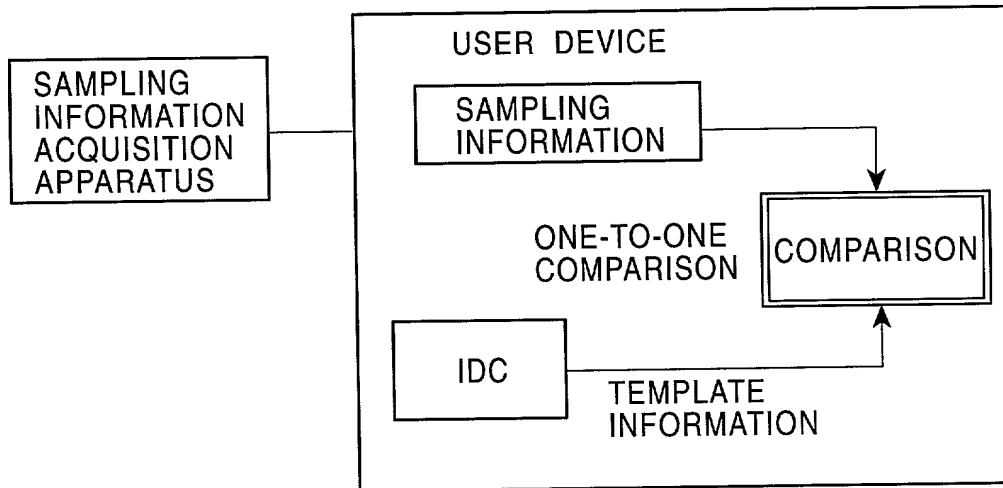 USER DEVICE
SAMPLING
INFORMATION
ACQUISITION
APPARATUS
SAMPLING
INFORMATION
ONE-TO-ONE
COMPARISON
COMPARISON
IDC
TEMPLATE
INFORMATION